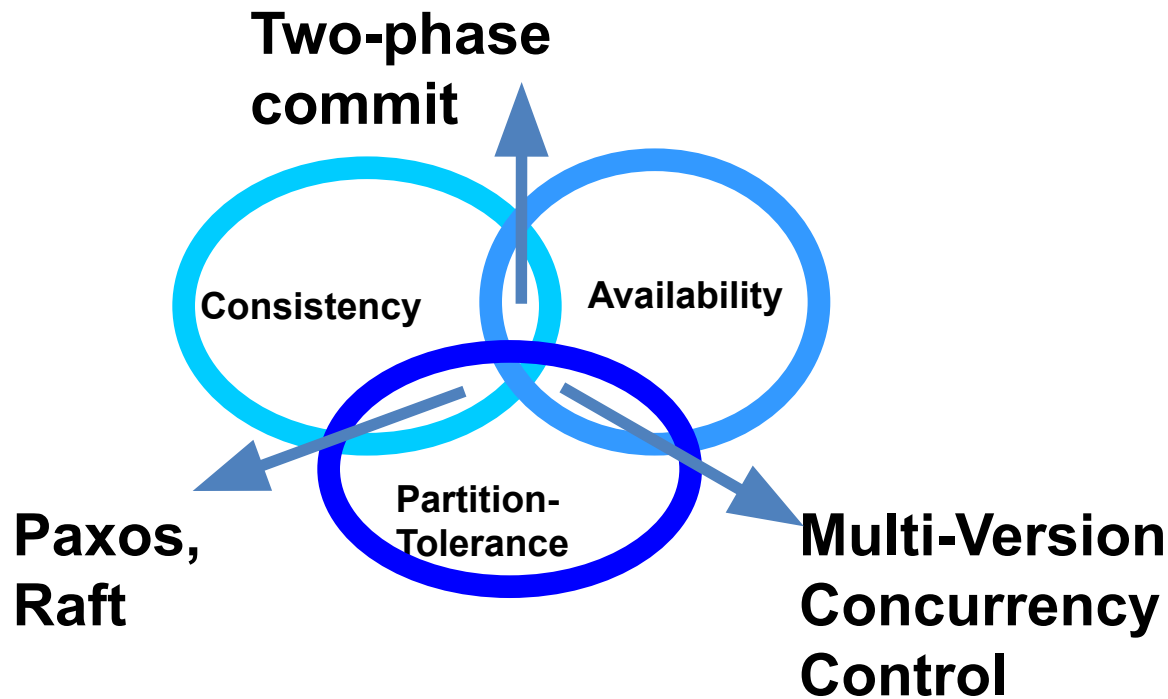 Two-phase
commit
Consistency
Availability
Partition-
Tolerance
Paxos,
Raft
Multi-Version
Concurrency
Control